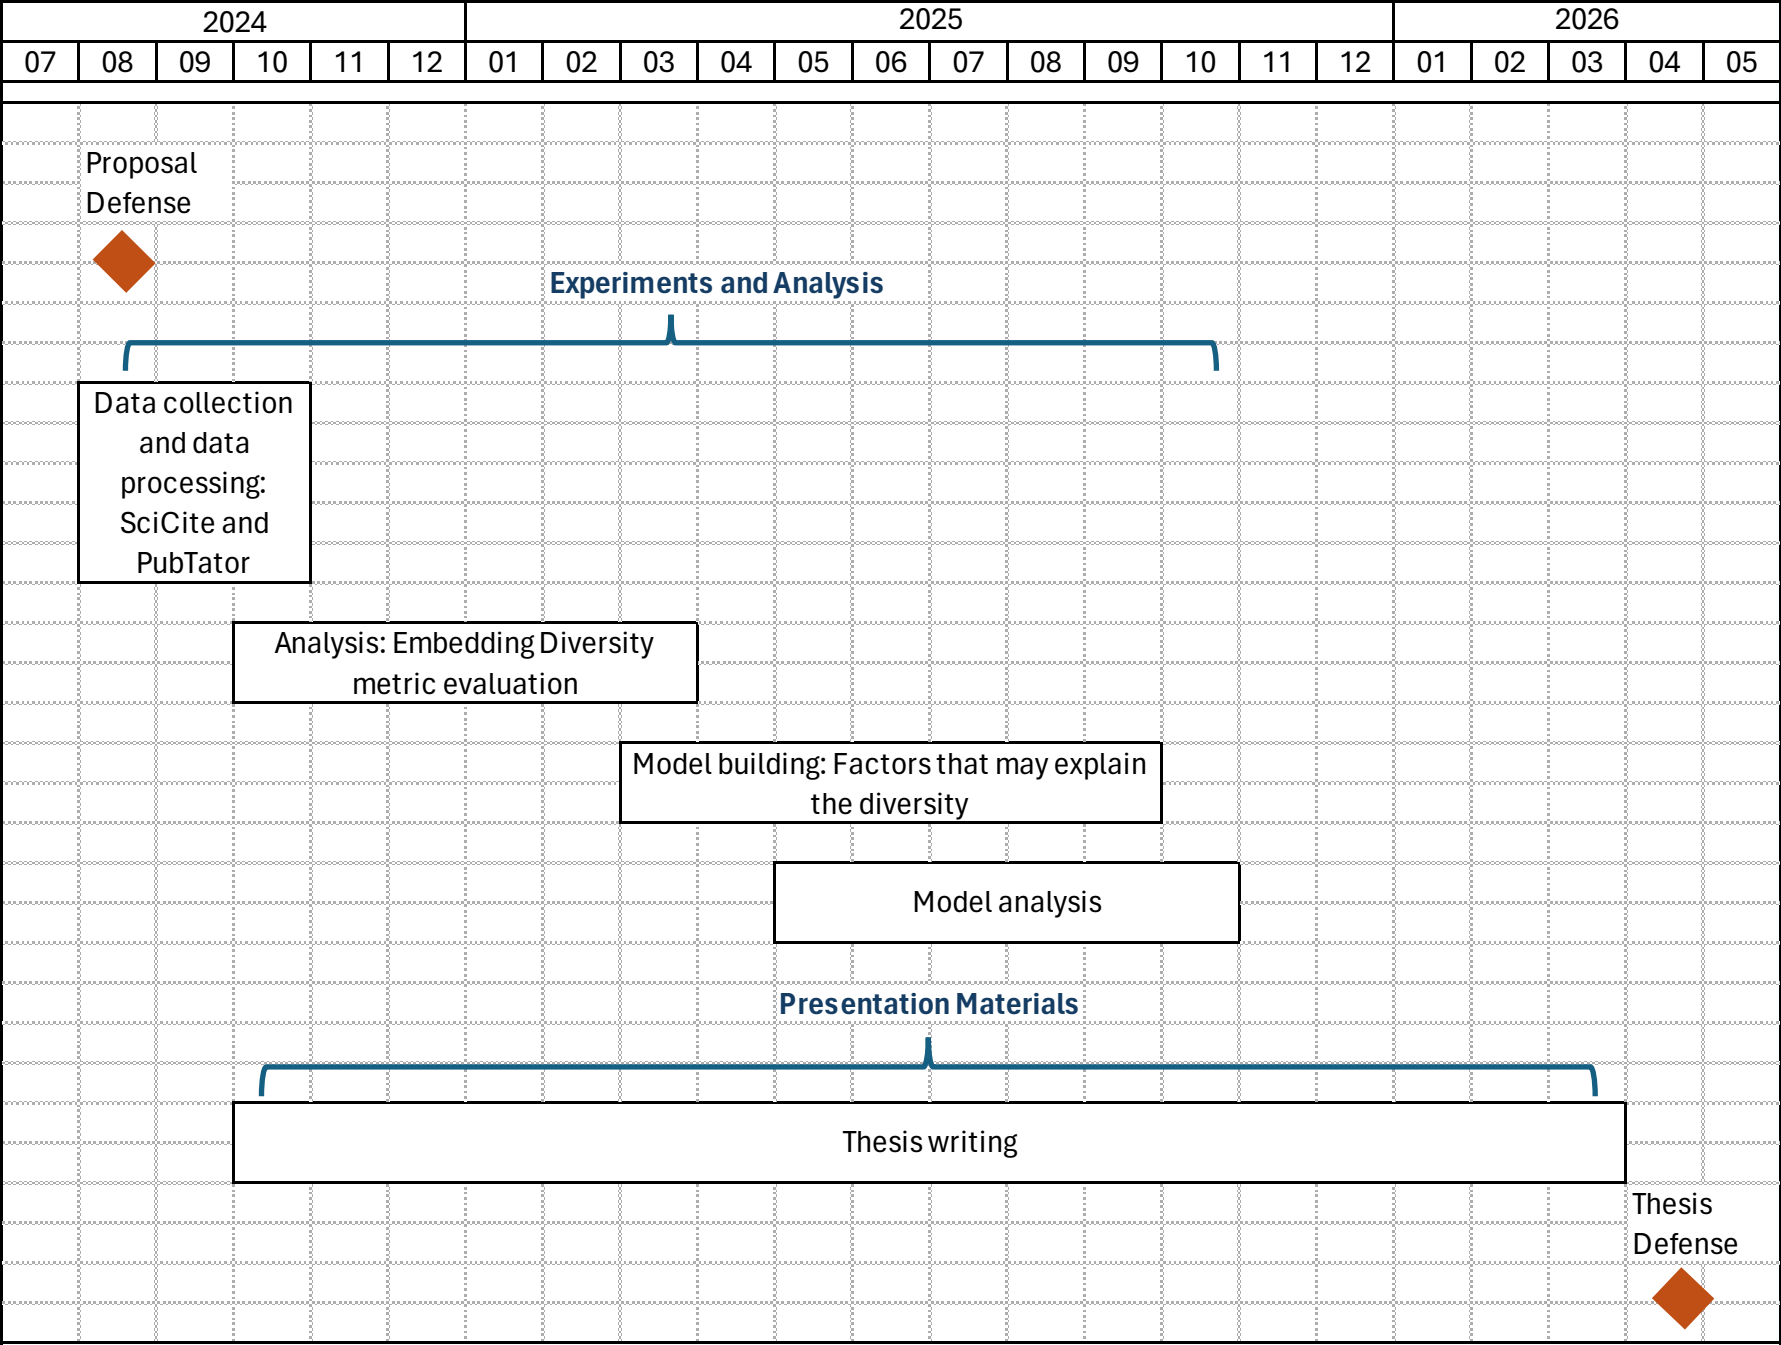 2024 2025 2026
07 08 09 10 11 12 01 02 03 04 05 06 07 08 09 10 11 12 01 02 03 04 05
Proposal
Defense
Experiments and Analysis
Data collection
and data
processing:
SciCite and
PubTator
Analysis: Embedding Diversity
metric evaluation
Model building: Factors that may explain
the diversity
Model analysis
Presentation Materials
Thesis writing
Thesis
Defense